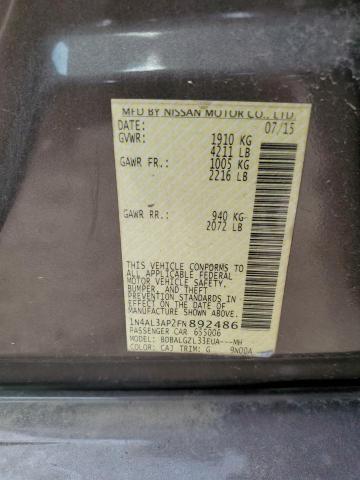 MFD BY NISSAN MOTOR CO., LTD.
DATE: 07/15
GVWR: 1910 KG
4211 LB
GAWR FR.: 1005 KG
2216 LB
GAWR RR.: 940 KG
2072 LB
THIS VEHICLE CONFORMS TO
ALL APPLICABLE FEDERAL
MOTOR VEHICLE SAFETY,
BUMPER, AND THEFT
PREVENTION STANDARDS
IN EFFECT ON THE DATE OF
MANUFACTURE SHOWN ABOVE.
1N4AL3AP2FN892486
PASSENGER CAR 655006
MODEL: BDBALGZL33EUA---MH
COLOR: CAJ TRIM: G 9N00A